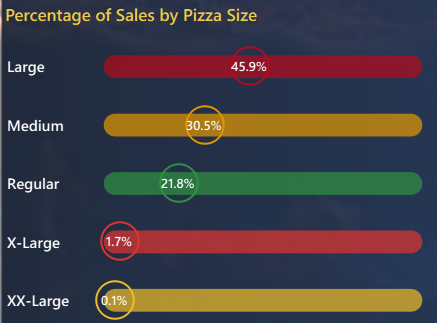 Percentage of Sales by Pizza Size
Large 45.9%
Medium 30.5%
Regular 21.8%
X-Large 1.7%
XX-Large 0.1%